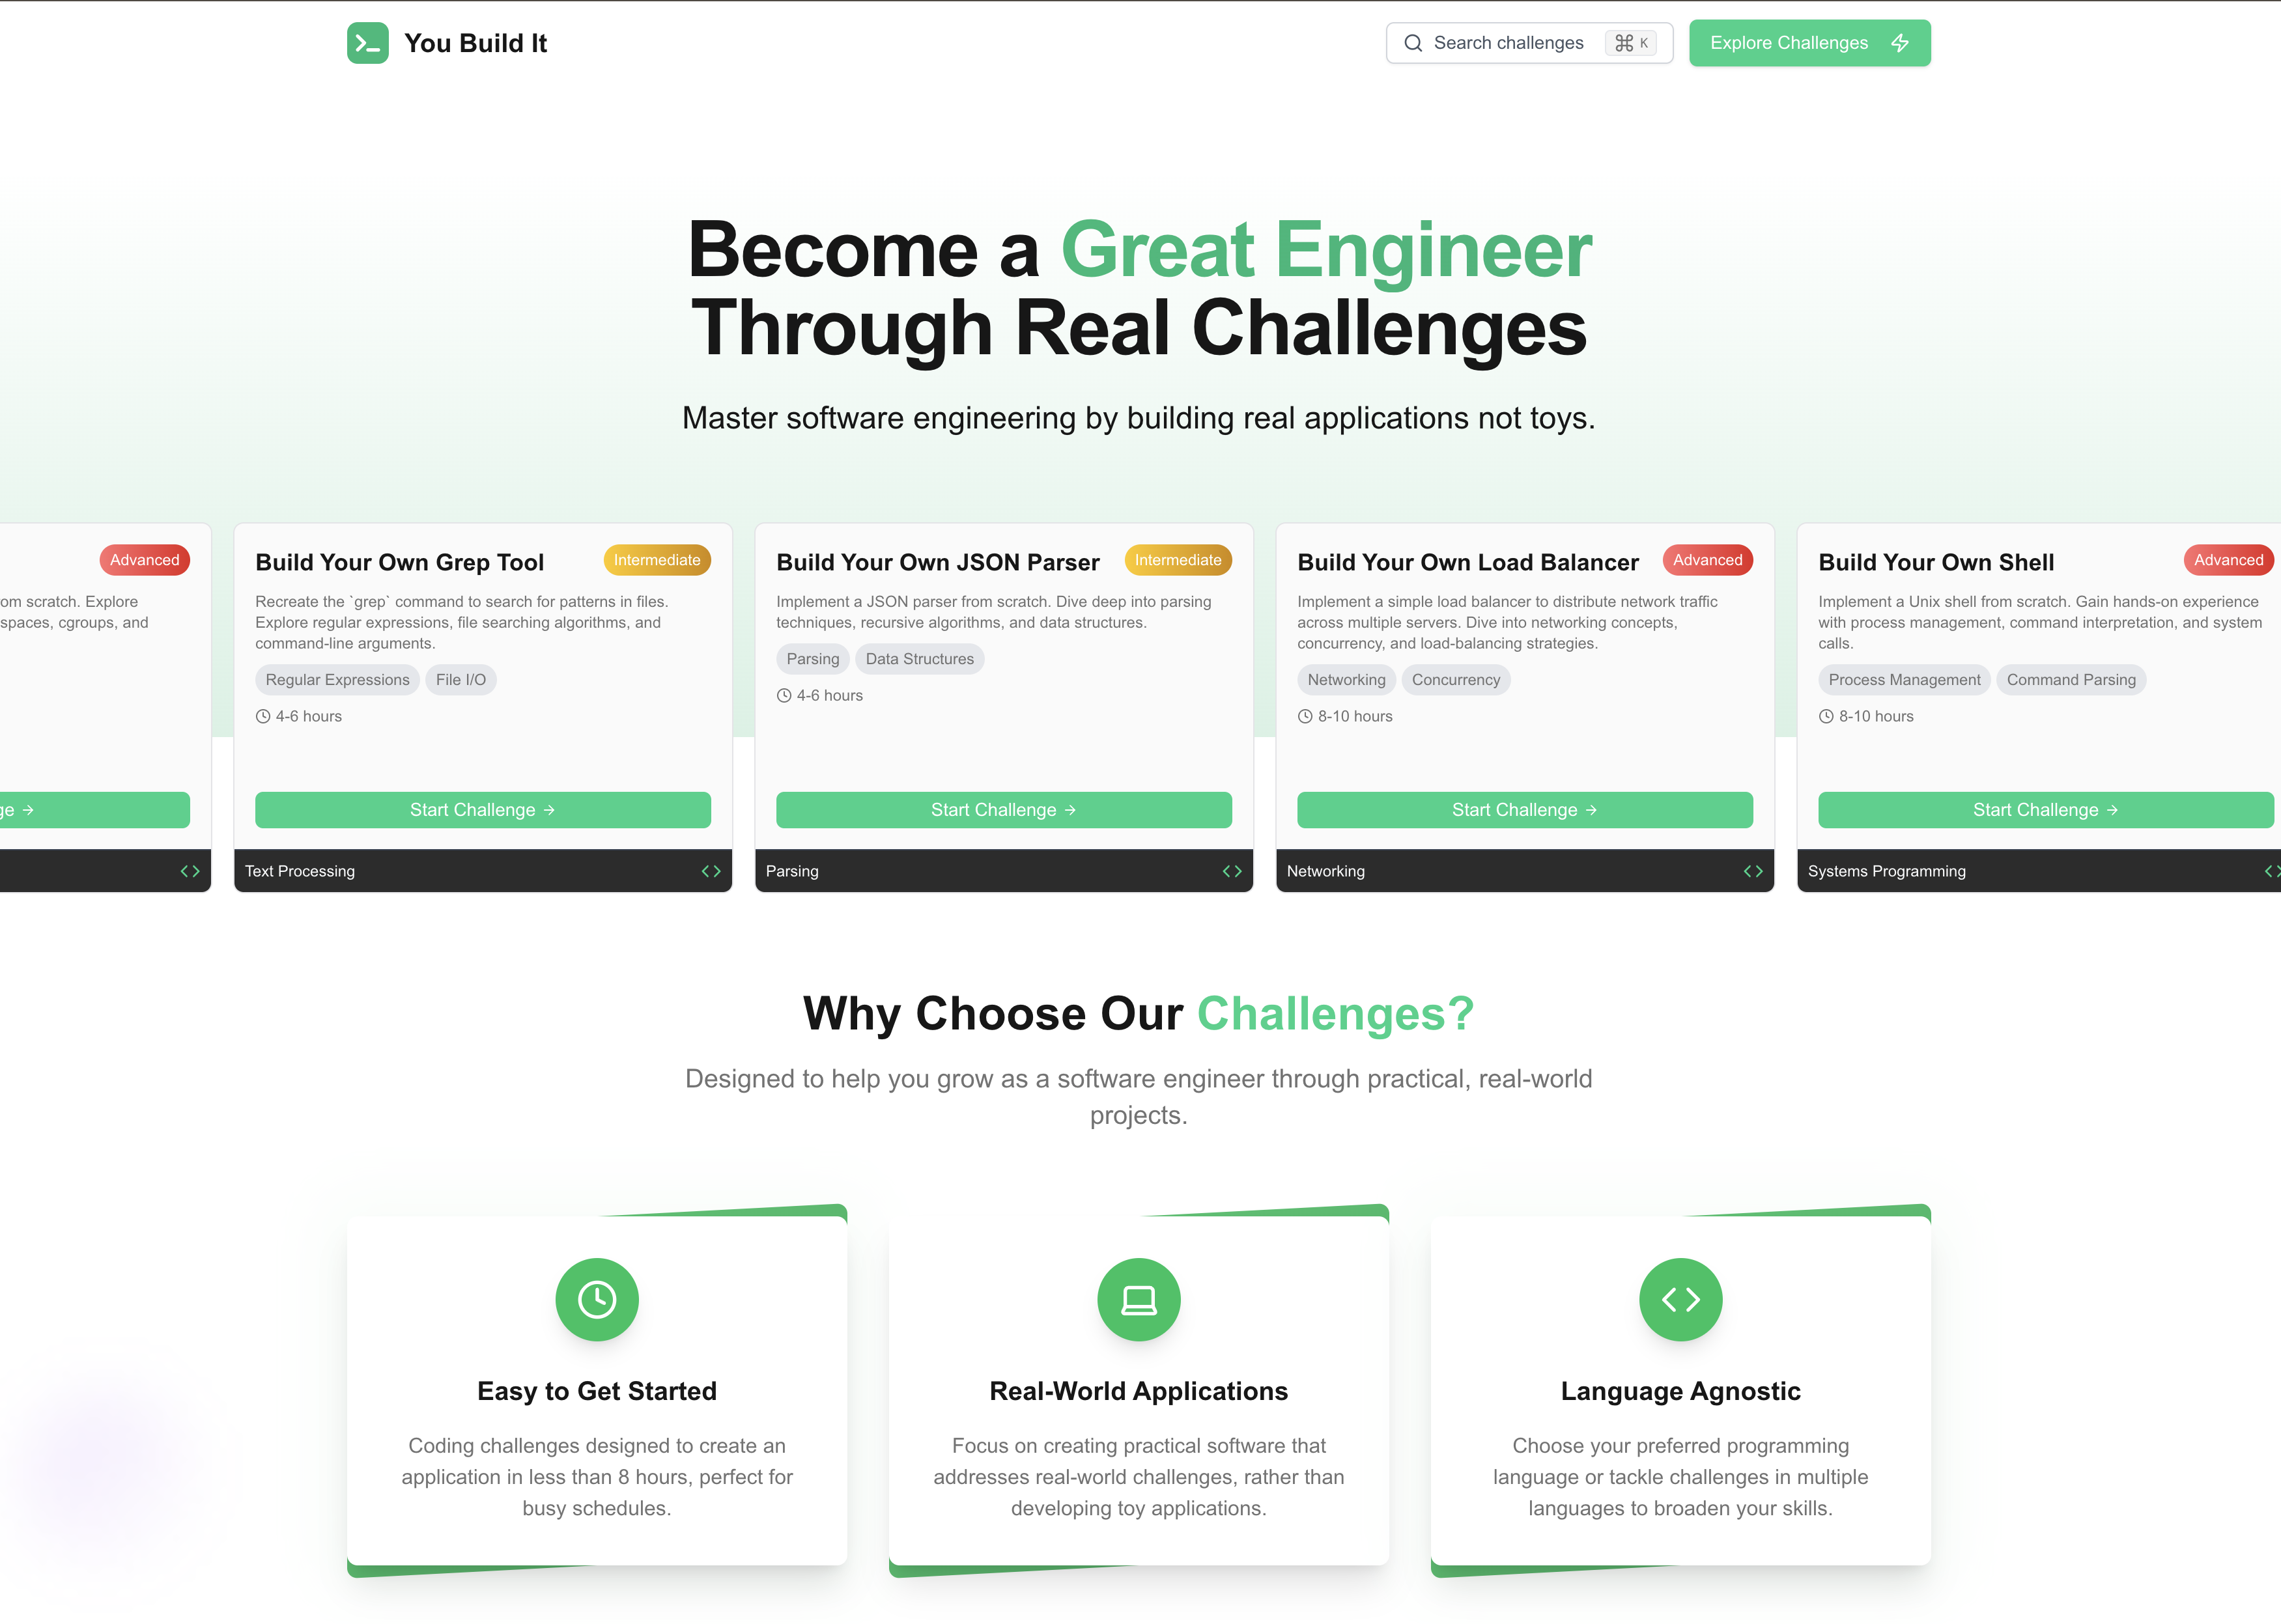 You Build It
Search challenges ⌘ K
Explore Challenges
Become a Great Engineer
Through Real Challenges
Master software engineering by building real applications not toys.
Advanced
om scratch. Explore
spaces, cgroups, and
ge →
Build Your Own Grep Tool
Intermediate
Recreate the `grep` command to search for patterns in files.
Explore regular expressions, file searching algorithms, and
command-line arguments.
Regular Expressions File I/O
4-6 hours
Start Challenge →
Text Processing
Build Your Own JSON Parser
Intermediate
Implement a JSON parser from scratch. Dive deep into parsing
techniques, recursive algorithms, and data structures.
Parsing Data Structures
4-6 hours
Start Challenge →
Parsing
Build Your Own Load Balancer
Advanced
Implement a simple load balancer to distribute network traffic
across multiple servers. Dive into networking concepts,
concurrency, and load-balancing strategies.
Networking Concurrency
8-10 hours
Start Challenge →
Networking
Build Your Own Shell
Advanced
Implement a Unix shell from scratch. Gain hands-on experience
with process management, command interpretation, and system
calls.
Process Management Command Parsing
8-10 hours
Start Challenge →
Systems Programming
Why Choose Our Challenges?
Designed to help you grow as a software engineer through practical, real-world
projects.
Easy to Get Started
Coding challenges designed to create an
application in less than 8 hours, perfect for
busy schedules.
Real-World Applications
Focus on creating practical software that
addresses real-world challenges, rather than
developing toy applications.
Language Agnostic
Choose your preferred programming
language or tackle challenges in multiple
languages to broaden your skills.